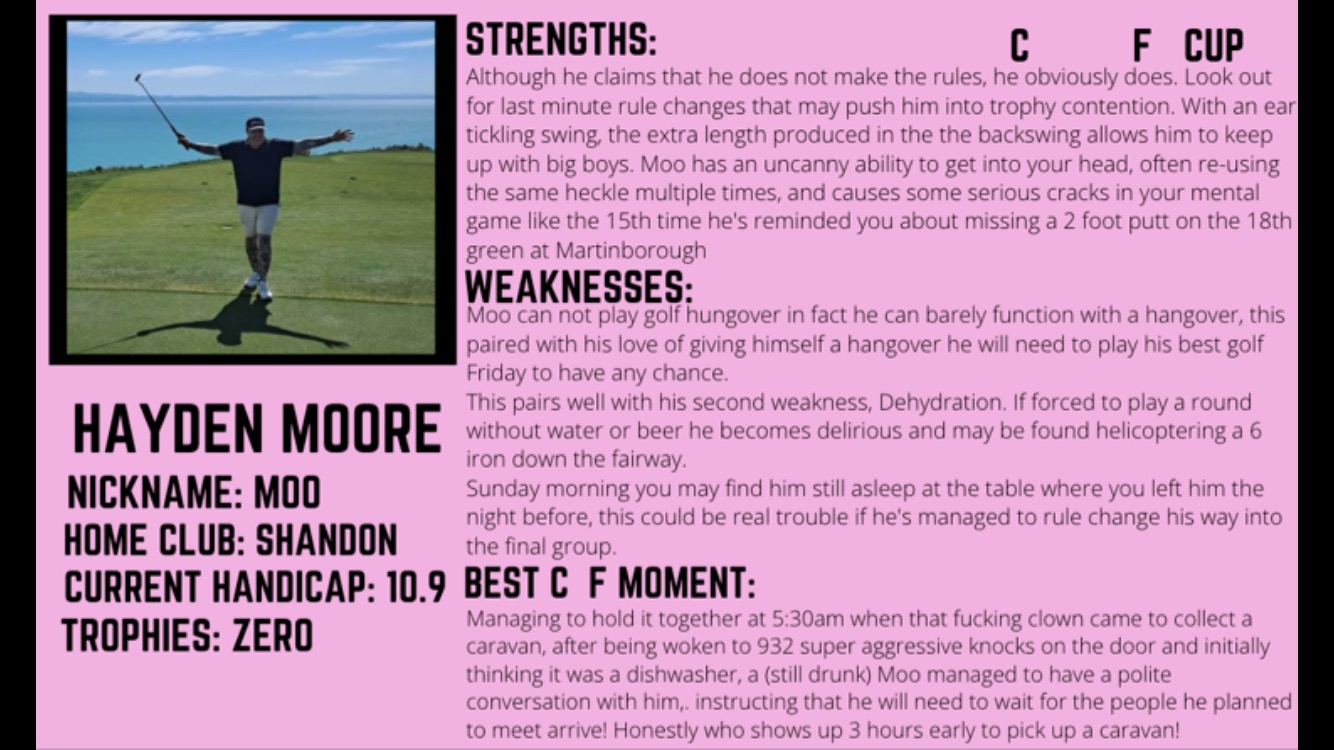 STRENGTHS:
C F CUP
Although he claims that he does not make the rules, he obviously does. Look out
for last minute rule changes that may push him into trophy contention. With an ear
tickling swing, the extra length produced in the the backswing allows him to keep
up with big boys. Moo has an uncanny ability to get into your head, often re-using
the same heckle multiple times, and causes some serious cracks in your mental
game like the 15th time he's reminded you about missing a 2 foot putt on the 18th
green at Martinborough
WEAKNESSES:
Moo can not play golf hungover in fact he can barely function with a hangover, this
paired with his love of giving himself a hangover he will need to play his best golf
Friday to have any chance.
This pairs well with his second weakness, Dehydration. If forced to play a round
without water or beer he becomes delirious and may be found helicoptering a 6
iron down the fairway.
Sunday morning you may find him still asleep at the table where you left him the
night before, this could be real trouble if he's managed to rule change his way into
the final group.
BEST C F MOMENT:
Managing to hold it together at 5:30am when that fucking clown came to collect a
caravan, after being woken to 932 super aggressive knocks on the door and initially
thinking it was a dishwasher, a (still drunk) Moo managed to have a polite
conversation with him,. instructing that he will need to wait for the people he planned
to meet arrive! Honestly who shows up 3 hours early to pick up a caravan!
HAYDEN MOORE
NICKNAME: MOO
HOME CLUB: SHANDON
CURRENT HANDICAP: 10.9
TROPHIES: ZERO